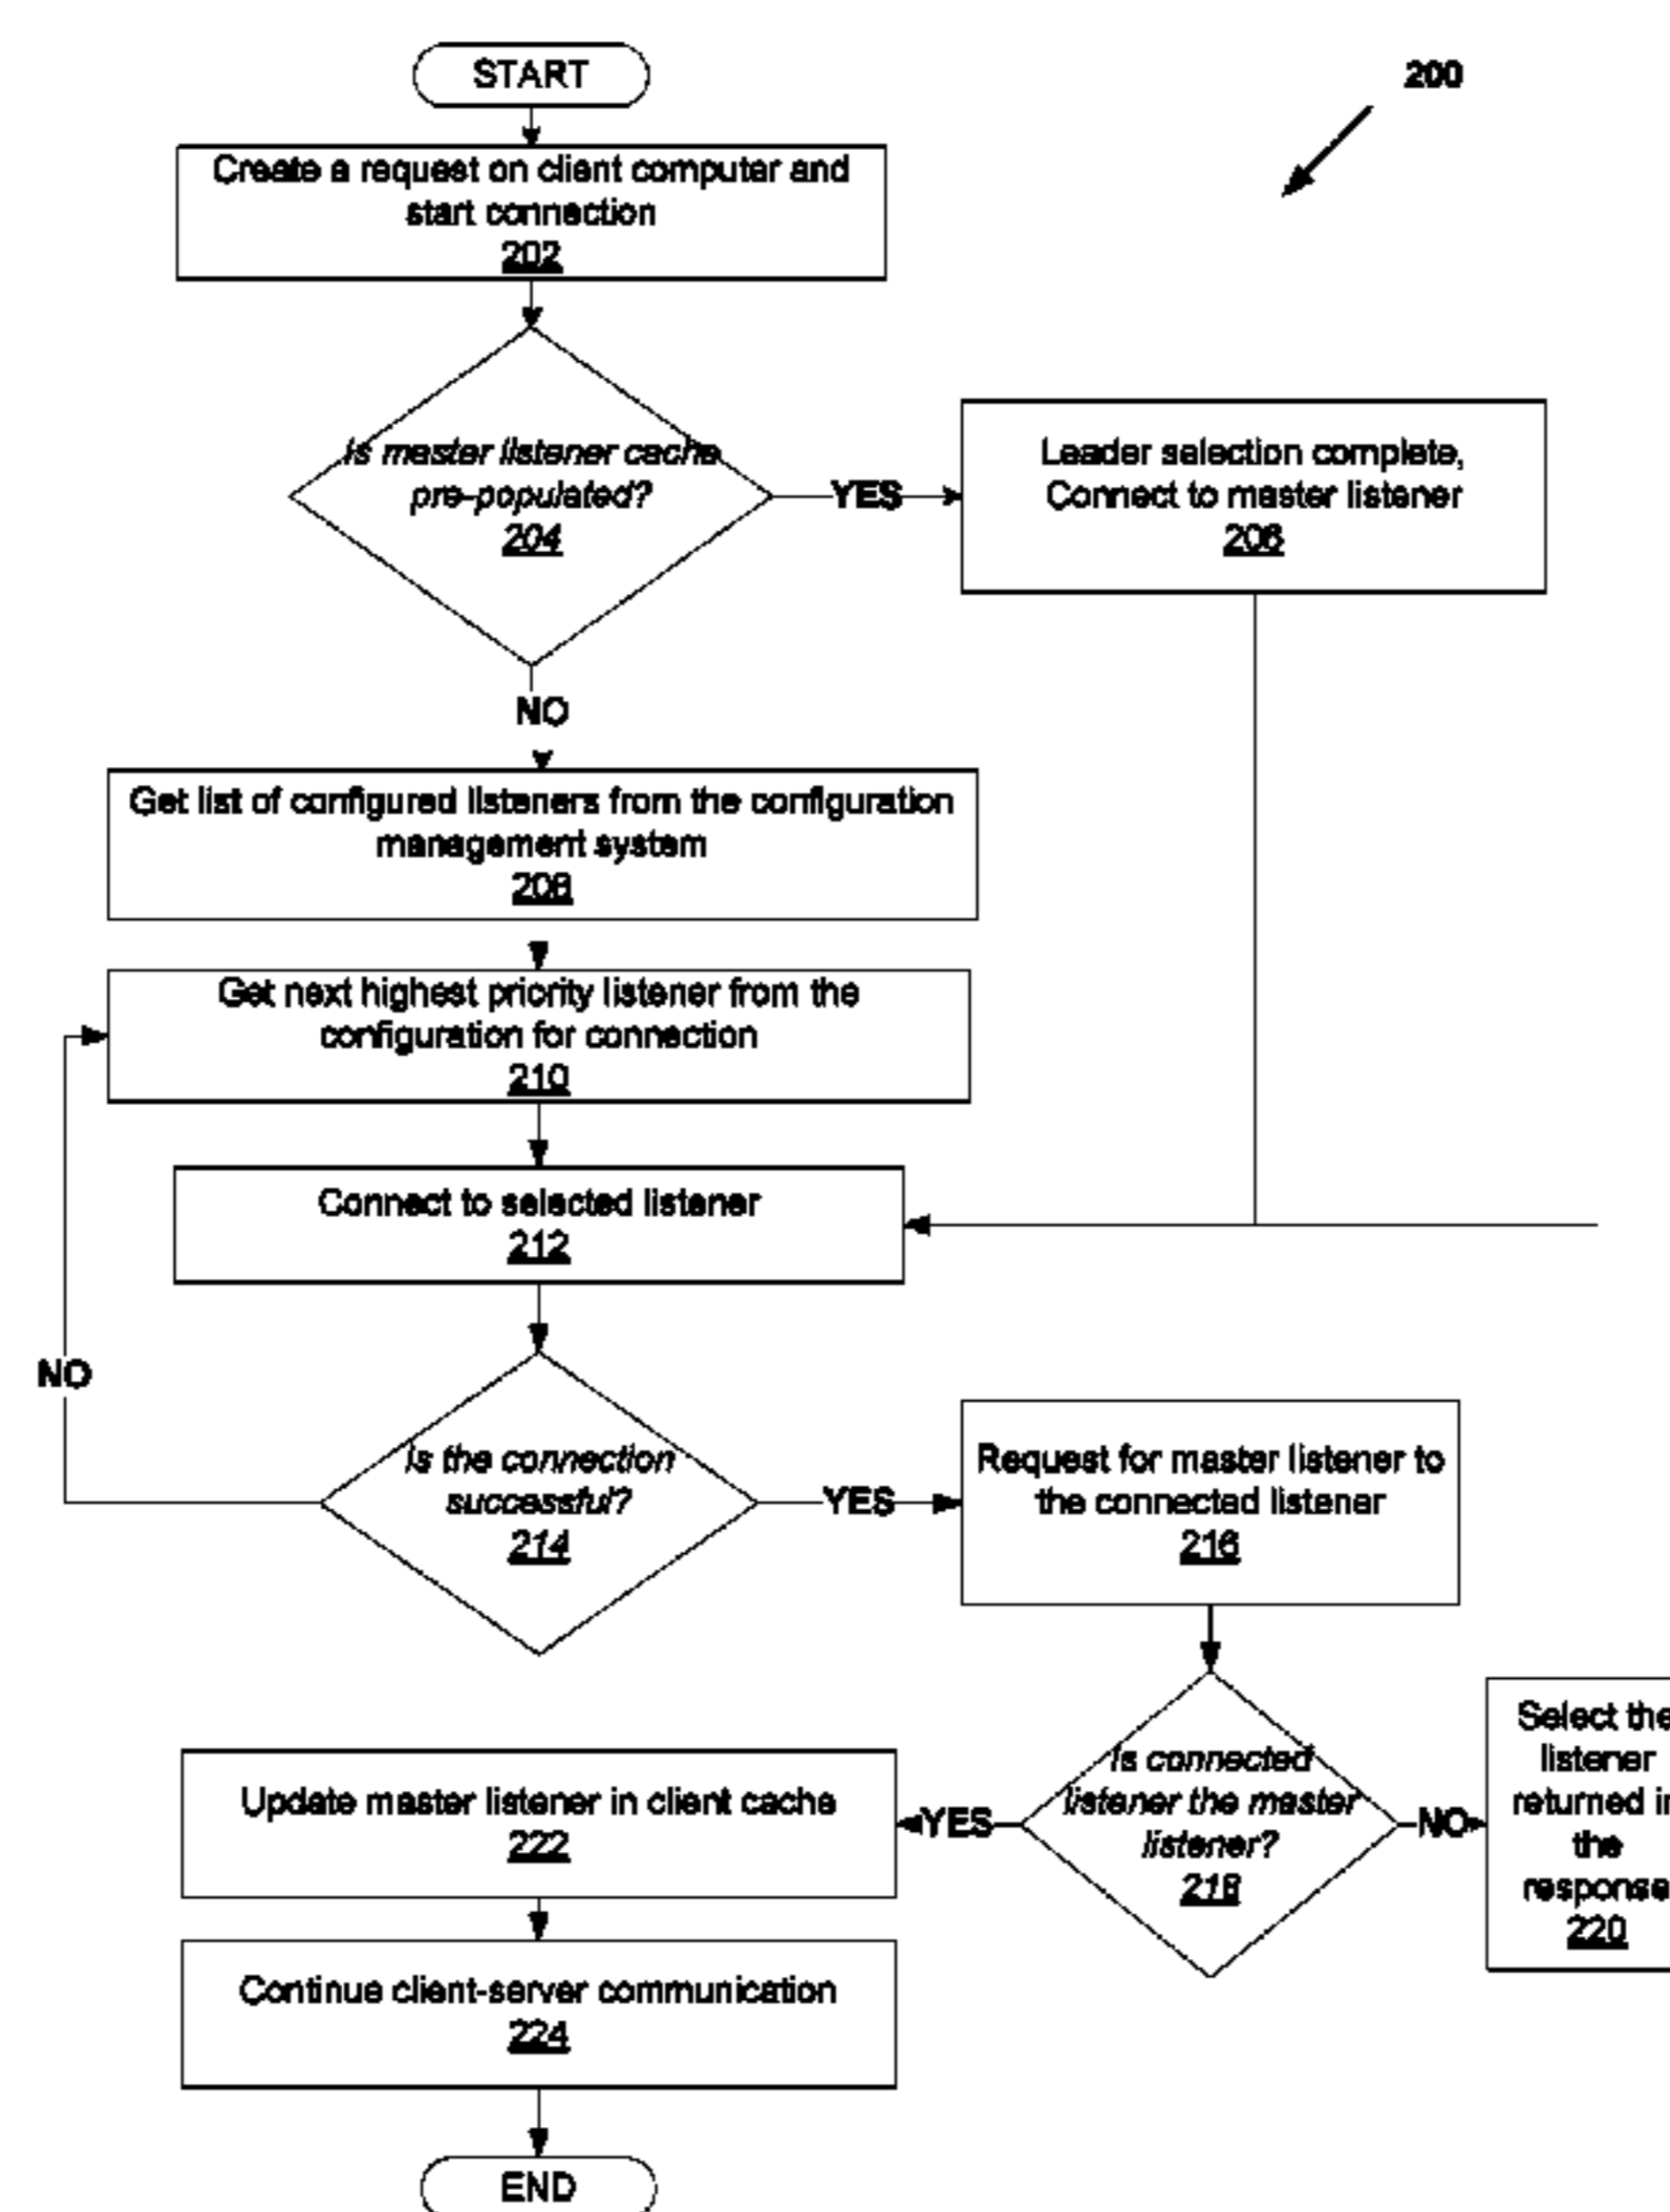 START
200
Create a request on client computer and
start connection
202
Is master listener cache
pre-populated?
204
YES
Leader selection complete,
Connect to master listener
206
NO
Get list of configured listeners from the configuration
management system
208
Get next highest priority listener from the
configuration for connection
210
Connect to selected listener
212
NO
Is the connection
successful?
214
YES
Request for master listener to
the connected listener
216
Is connected
listener the master
listener?
218
YES
NO
Select the
listener
returned in
the
response
220
Update master listener in client cache
222
Continue client-server communication
224
END